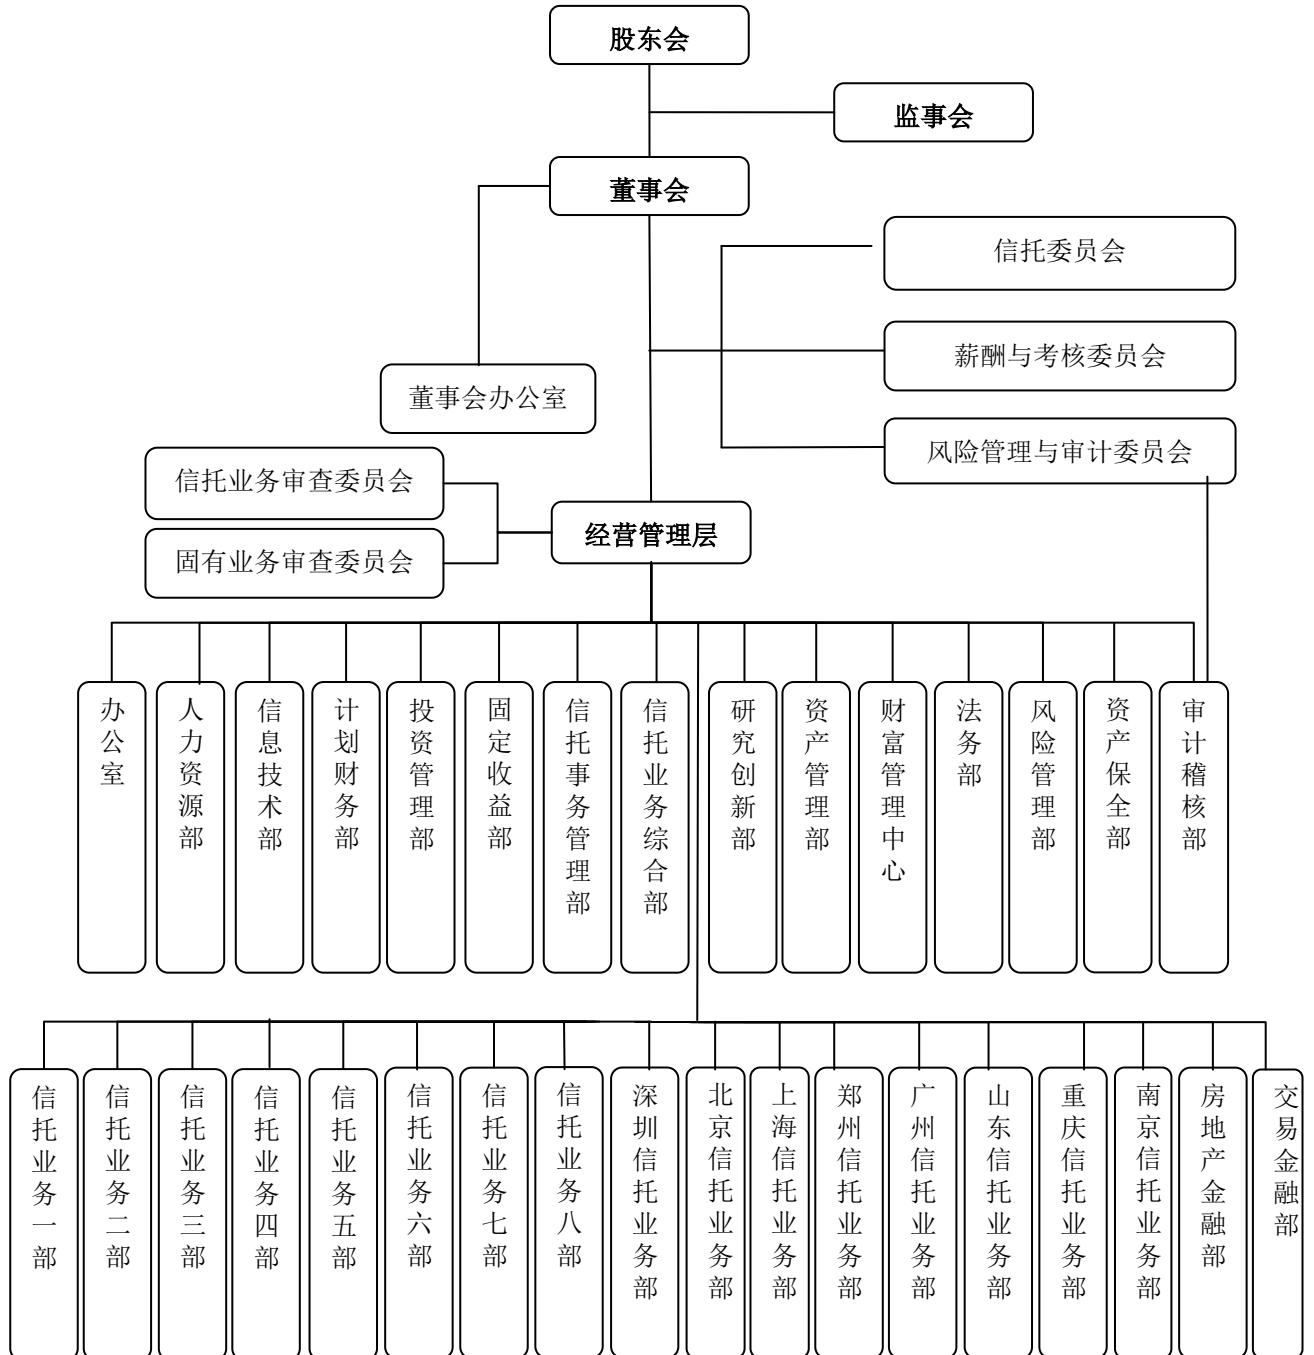 股东会
监事会
董事会
信托委员会
薪酬与考核委员会
董事会办公室
风险管理与审计委员会
信托业务审查委员会
经营管理层
固有业务审查委员会
办公室
人力资源部
信息技术部
计划财务部
投资管理部
固定收益部
信托事务管理部
信托业务综合部
研究创新部
资产管理部
财富管理中心
法务部
风险管理部
资产保全部
审计稽核部
信托业务一部
信托业务二部
信托业务三部
信托业务四部
信托业务五部
信托业务六部
信托业务七部
信托业务八部
深圳信托业务部
北京信托业务部
上海信托业务部
郑州信托业务部
广州信托业务部
山东信托业务部
重庆信托业务部
南京信托业务部
房地产金融部
交易金融部